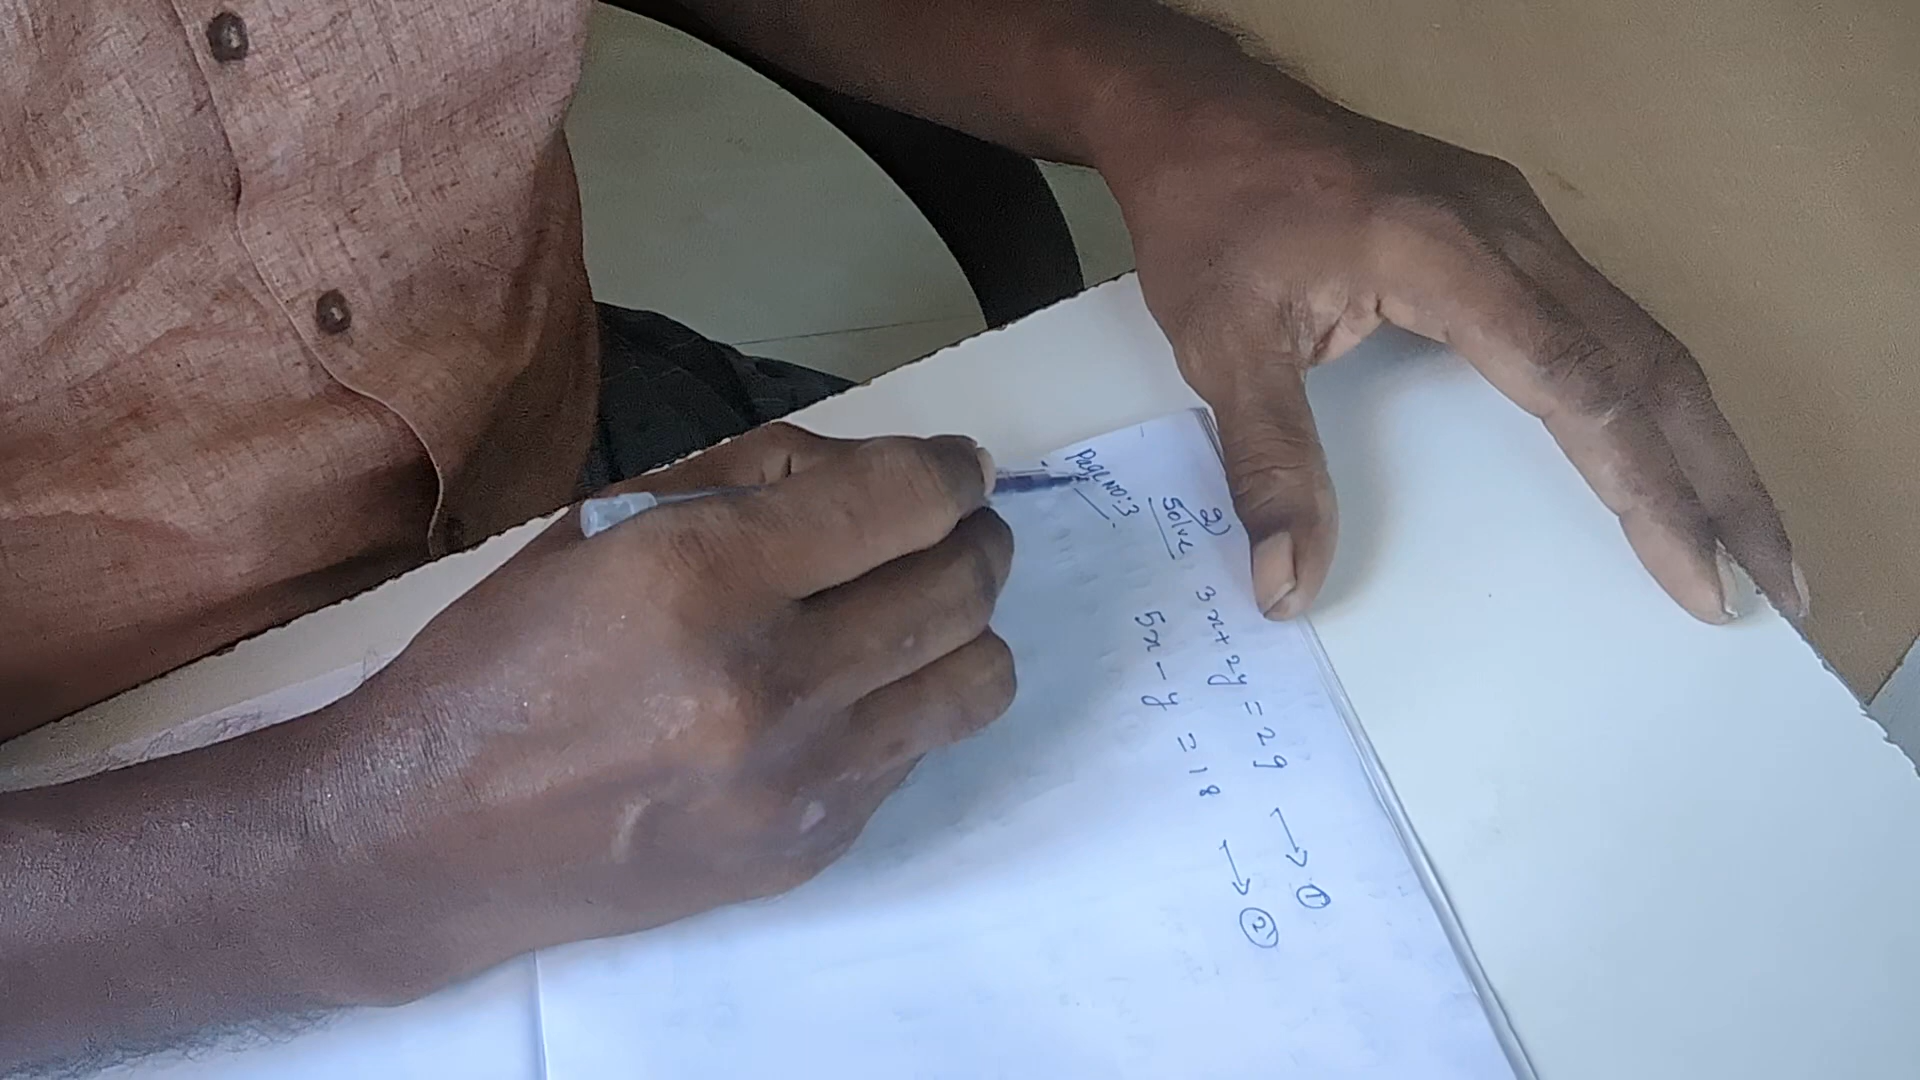 2) 3x + 2y = 29 → ①
Solve: 5x - y = 18 → ②
Page no: 3